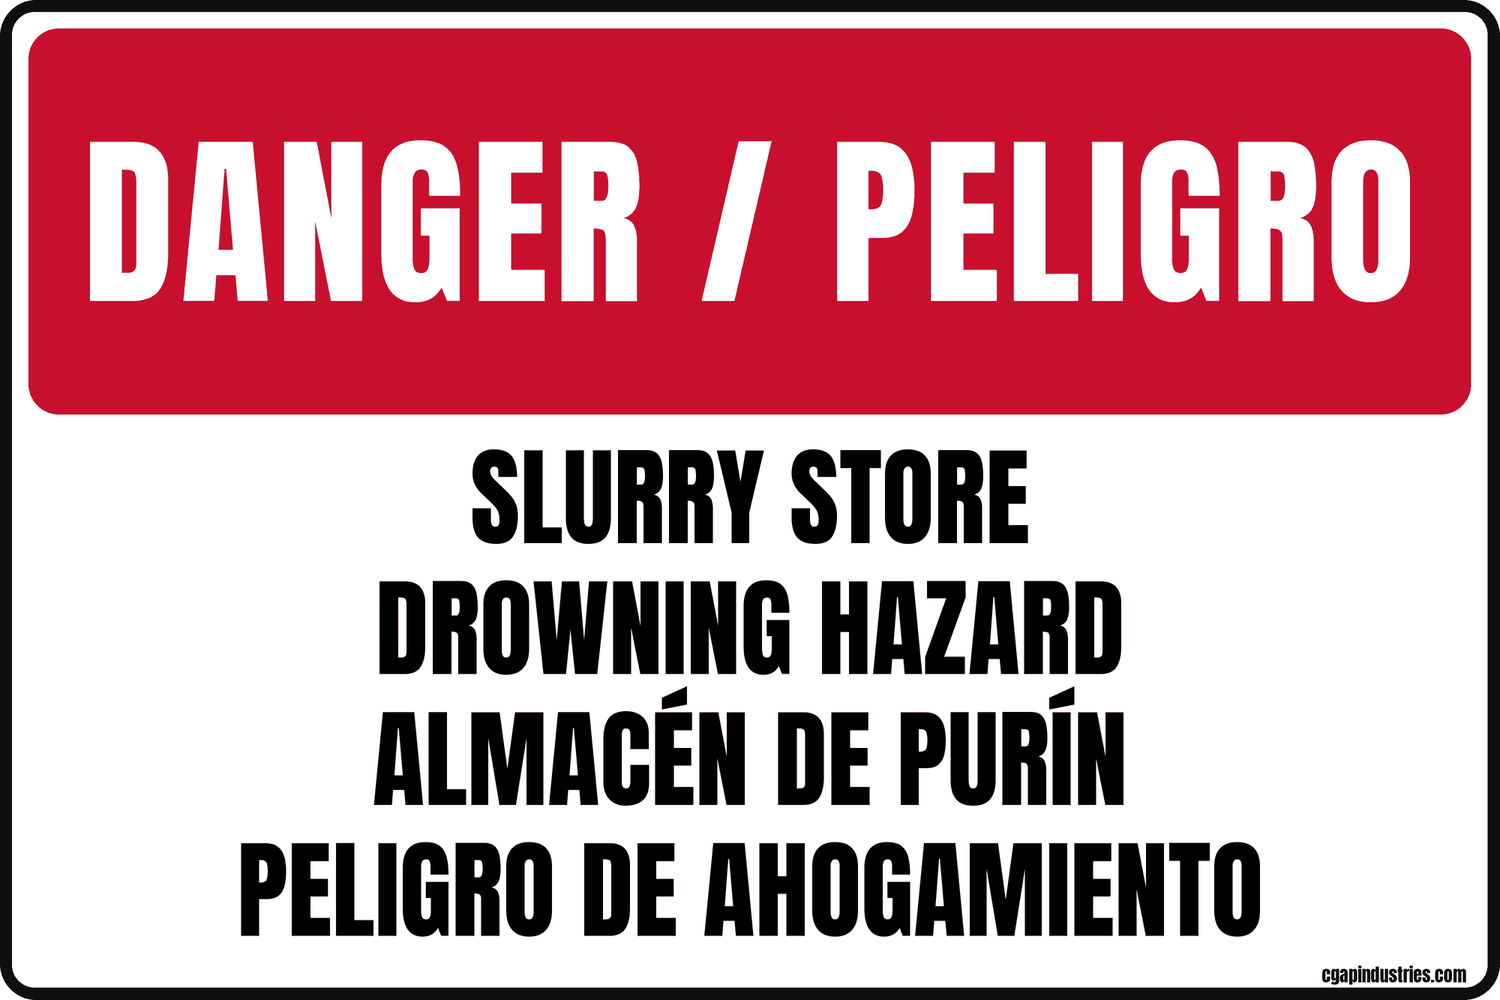 DANGER / PELIGRO
SLURRY STORE
DROWNING HAZARD
ALMACÉN DE PURÍN
PELIGRO DE AHOGAMIENTO
cgapindustries.com